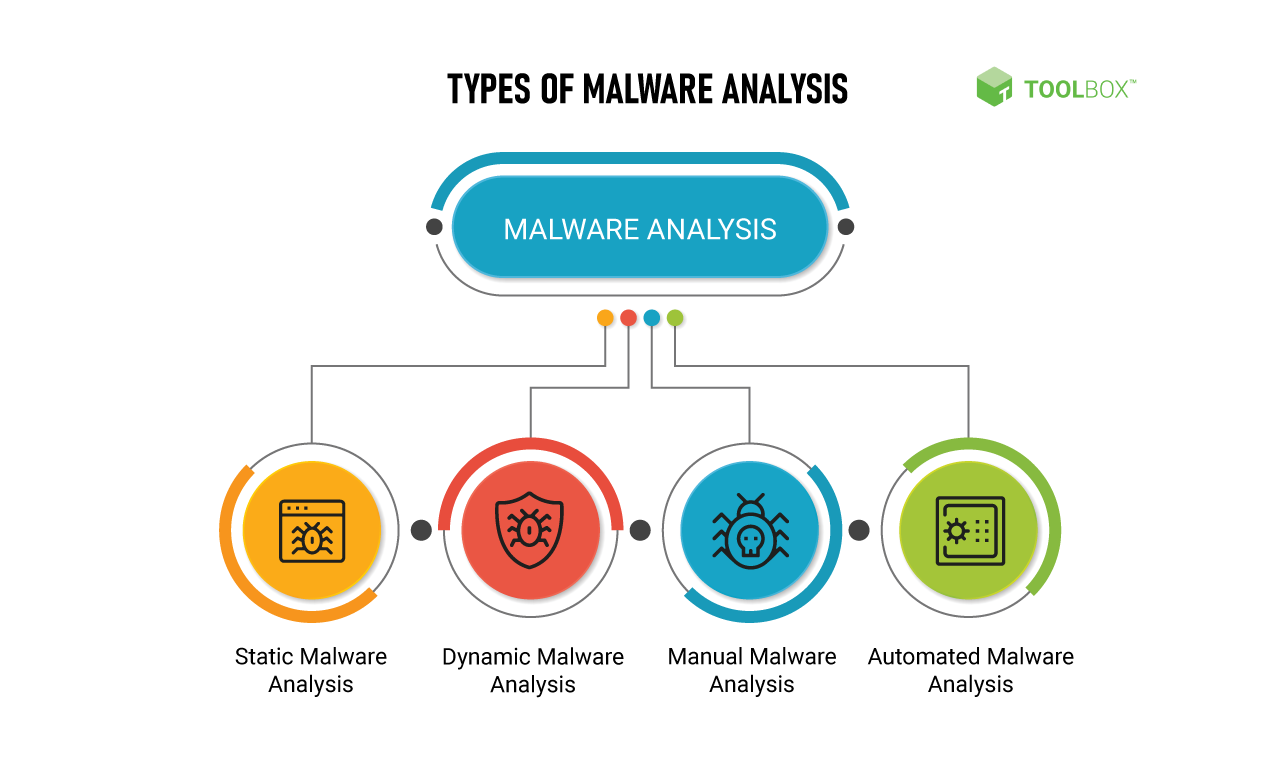 TYPES OF MALWARE ANALYSIS
T TOOLBOX™
MALWARE ANALYSIS
Static Malware
Analysis
Dynamic Malware
Analysis
Manual Malware
Analysis
Automated Malware
Analysis